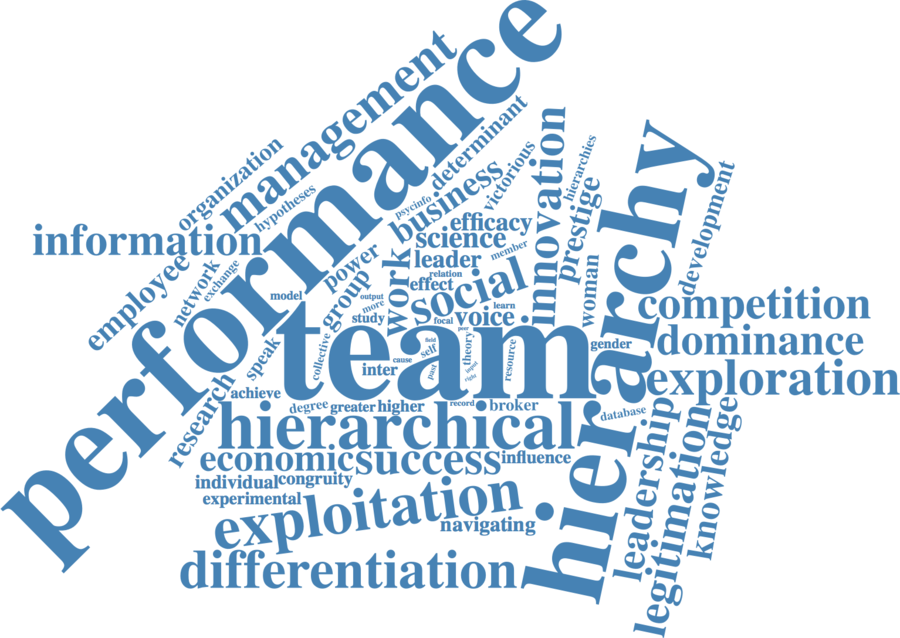 performance
management
organization
hypotheses
information
employee
network
exchange
determinant
psycinfo
business
victorious
efficacy
science
leader
member
relation
effect
power
group
work
social
innovation
hierarchies
prestige
woman
hierarchy
development
model
output
more
study
focal
voice
learn
competition
team
peer
field
self
theory
cause
past
input
right
inter
resource
gender
dominance
exploration
speak
collective
research
achieve
degree
greater
higher
record
broker
database
hierarchical
economic
success
influence
individual
congruity
experimental
exploitation
navigating
differentiation
leadership
legitimation
knowledge